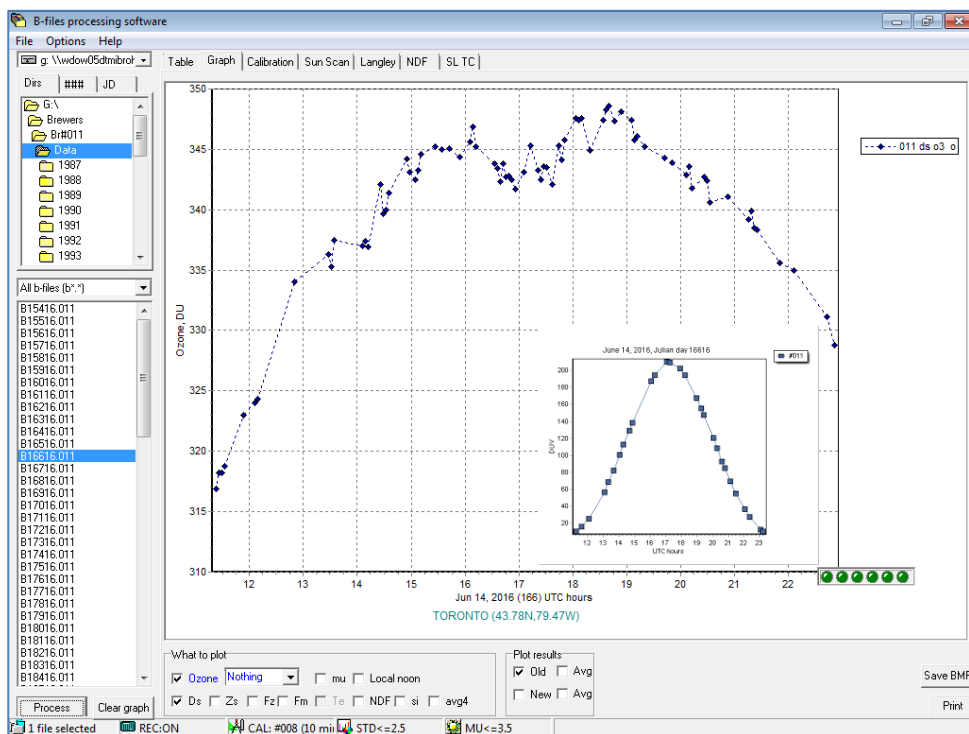 B-files processing software
File Options Help
g: \\wdow05dtmibroh
Dirs ### JD
G:\
Brewers
Br#011
Data
1987
1988
1989
1990
1991
1992
1993
All b-files (b*.*)
B15416.011
B15516.011
B15616.011
B15716.011
B15816.011
B15916.011
B16016.011
B16116.011
B16216.011
B16316.011
B16416.011
B16516.011
B16616.011
B16716.011
B16816.011
B16916.011
B17016.011
B17116.011
B17216.011
B17316.011
B17416.011
B17516.011
B17616.011
B17716.011
B17816.011
B17916.011
B18016.011
B18116.011
B18216.011
B18316.011
B18416.011
Process Clear graph
Table Graph Calibration Sun Scan Langley NDF SL TC
350
345
340
335
330
325
320
315
310
Ozone, DU
12 13 14 15 16 17 18 19 20 21 22
Jun 14, 2016 (166) UTC hours
TORONTO (43.78N,79.47W)
011 ds o3 o
June 14, 2016, Julian day 16616
#011
200
180
160
140
120
100
80
60
40
20
DUV
12 13 14 15 16 17 18 19 20 21 22 23
UTC hours
What to plot
Ozone Nothing mu Local noon
Ds Zs Fz Fm Te NDF si avg4
Plot results
Old Avg
New Avg
Save BMP
Print
1 file selected REC:ON CAL: #008 (10 min STD<=2.5 MU<=3.5